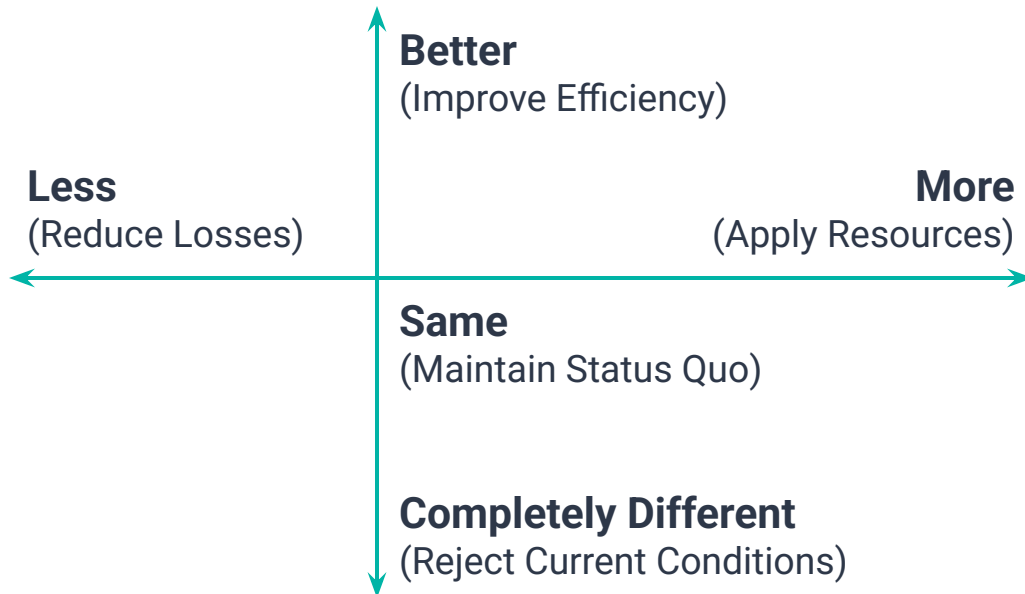 Better
(Improve Efficiency)
Less
(Reduce Losses)
More
(Apply Resources)
Same
(Maintain Status Quo)
Completely Different
(Reject Current Conditions)